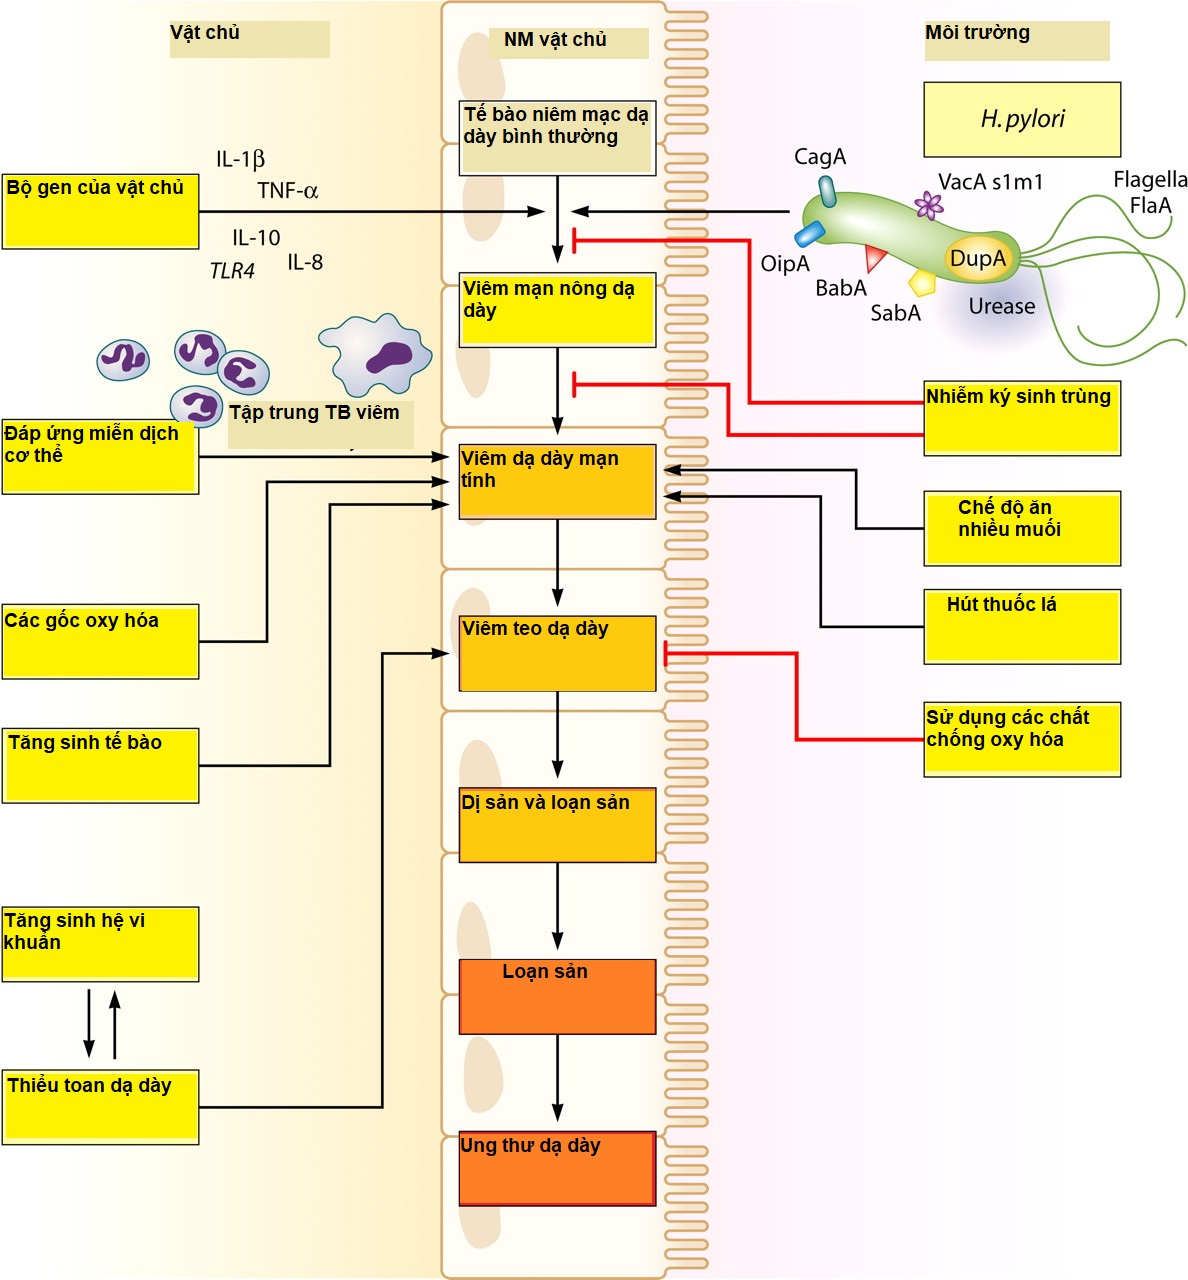 Vật chủ
NM vật chủ
Môi trường
H. pylori
Tế bào niêm mạc dạ
dày bình thường
CagA
VacA s1m1
Flagella
FlaA
IL-1β
TNF-α
Bộ gen của vật chủ
IL-10
IL-8
TLR4
OipA
BabA
SabA
DupA
Urease
Viêm mạn nông dạ
dày
Nhiễm ký sinh trùng
Tập trung TB viêm
Đáp ứng miễn dịch
cơ thể
Viêm dạ dày mạn
tính
Chế độ ăn
nhiều muối
Các gốc oxy hóa
Viêm teo dạ dày
Hút thuốc lá
Sử dụng các chất
chống oxy hóa
Tăng sinh tế bào
Dị sản và loạn sản
Tăng sinh hệ vi
khuẩn
Loạn sản
Thiểu toan dạ dày
Ung thư dạ dày